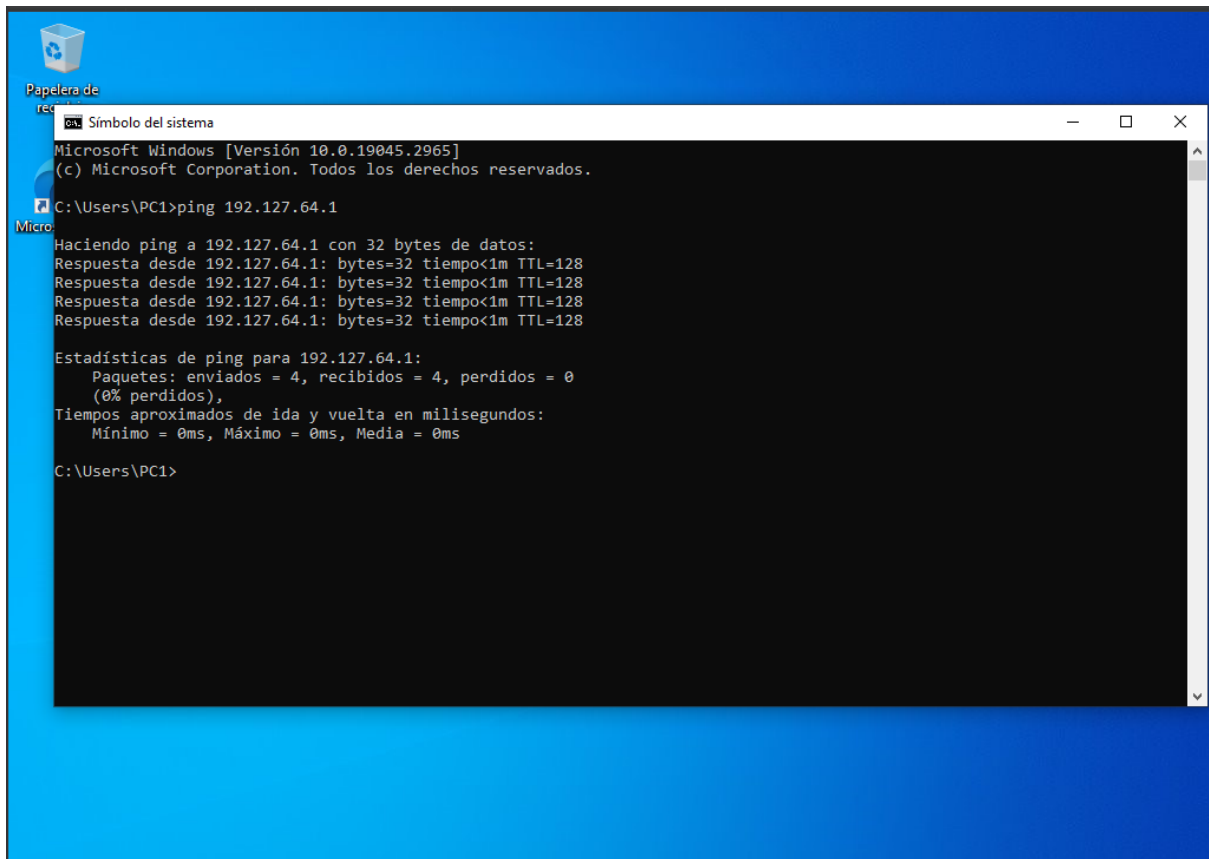 Papelera de
Símbolo del sistema
Microsoft Windows [Versión 10.0.19045.2965]
(c) Microsoft Corporation. Todos los derechos reservados.
C:\Users\PC1>ping 192.127.64.1
Micro
Haciendo ping a 192.127.64.1 con 32 bytes de datos:
Respuesta desde 192.127.64.1: bytes=32 tiempo<1m TTL=128
Respuesta desde 192.127.64.1: bytes=32 tiempo<1m TTL=128
Respuesta desde 192.127.64.1: bytes=32 tiempo<1m TTL=128
Respuesta desde 192.127.64.1: bytes=32 tiempo<1m TTL=128
Estadísticas de ping para 192.127.64.1:
Paquetes: enviados = 4, recibidos = 4, perdidos = 0
(0% perdidos),
Tiempos aproximados de ida y vuelta en milisegundos:
Mínimo = 0ms, Máximo = 0ms, Media = 0ms
C:\Users\PC1>